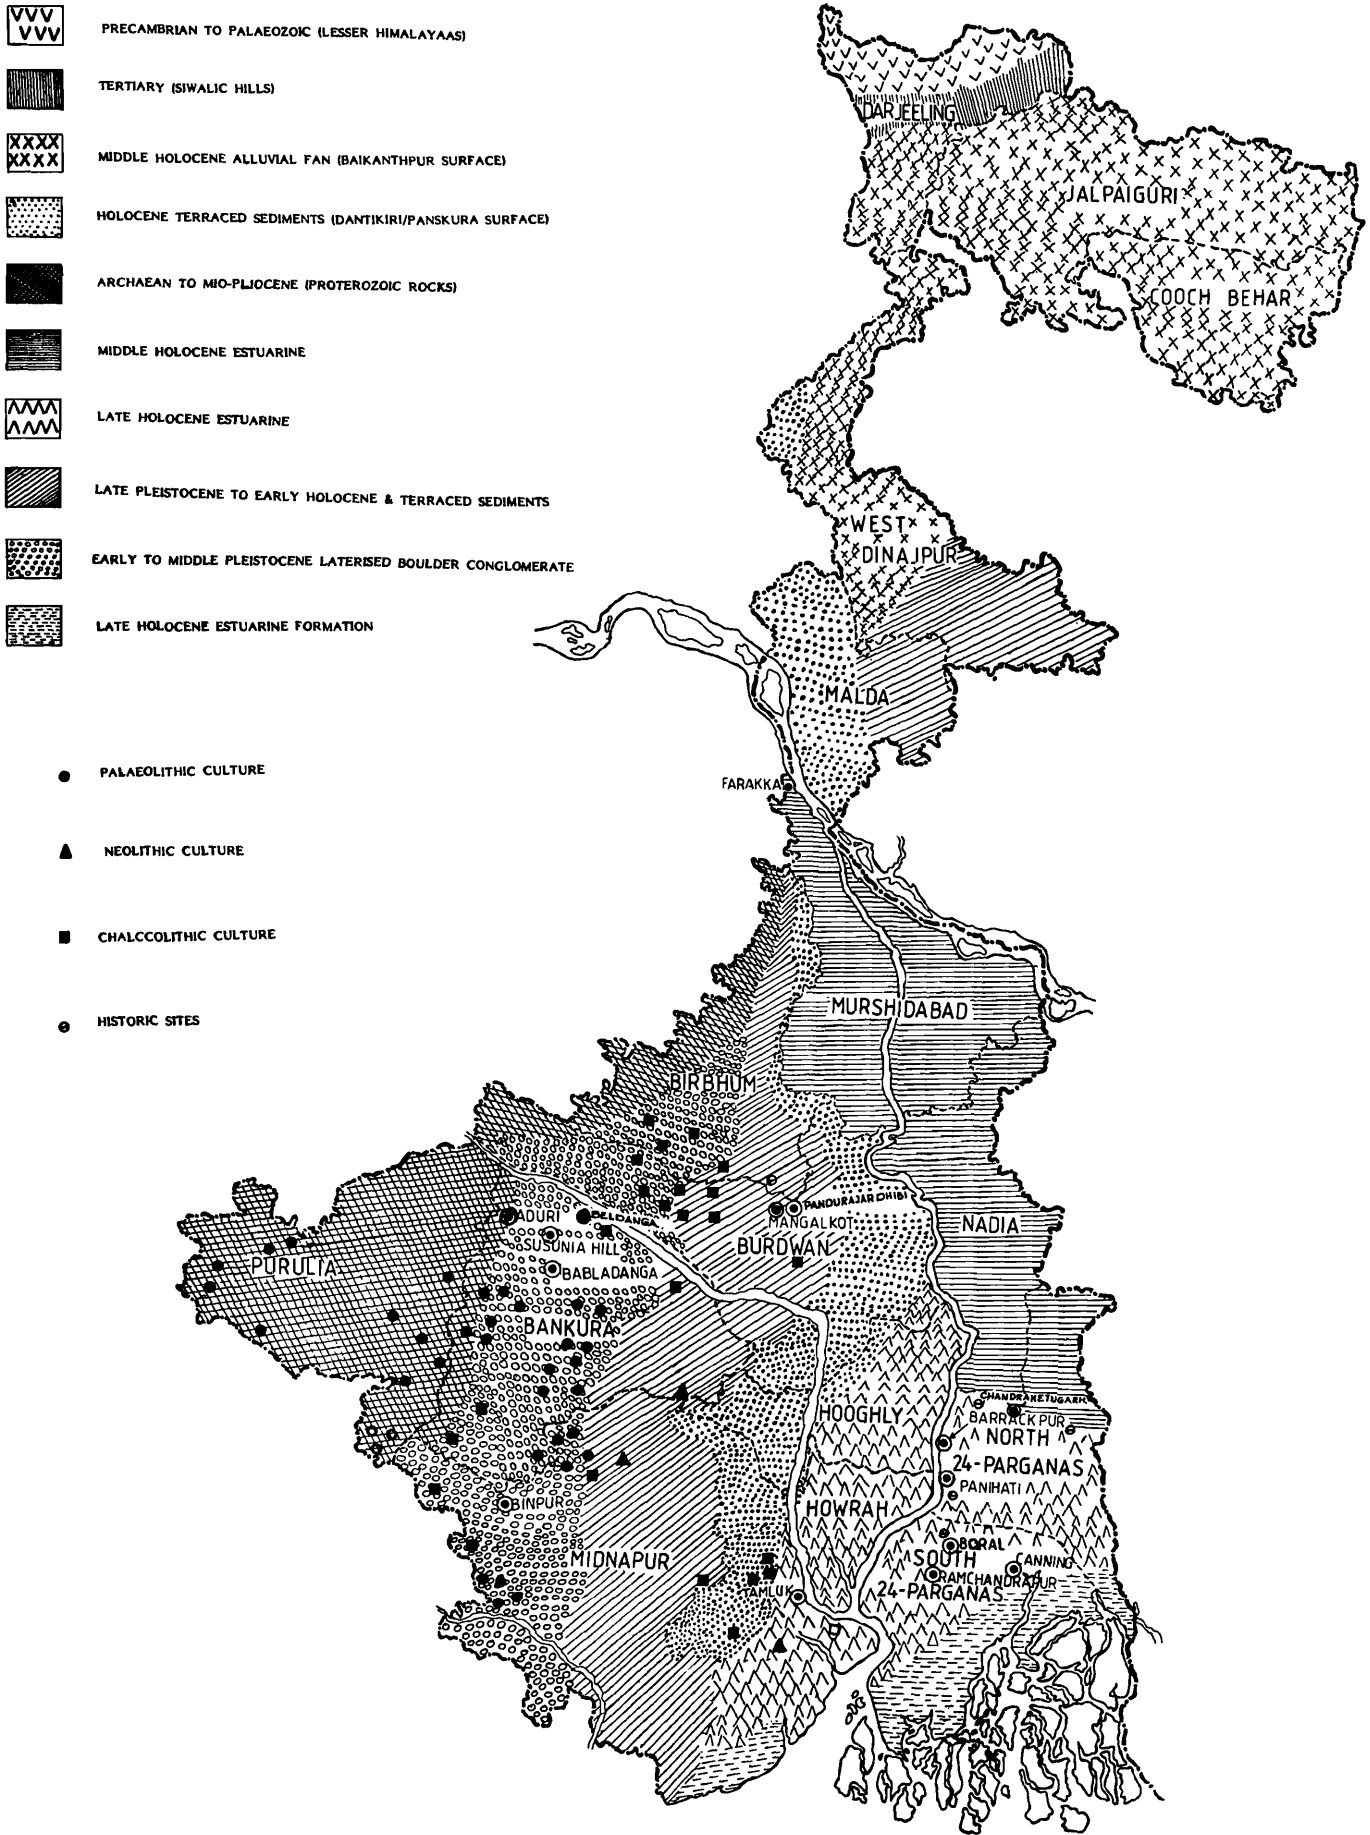 PRECAMBRIAN TO PALAEOZOIC (LESSER HIMALAYAAS)
TERTIARY (SIWALIC HILLS)
MIDDLE HOLOCENE ALLUVIAL FAN (BAIKANTHPUR SURFACE)
HOLOCENE TERRACED SEDIMENTS (DANTIKIRI/PANSKURA SURFACE)
ARCHAEAN TO MIO-PLIOCENE (PROTEROZOIC ROCKS)
MIDDLE HOLOCENE ESTUARINE
LATE HOLOCENE ESTUARINE
LATE PLEISTOCENE TO EARLY HOLOCENE & TERRACED SEDIMENTS
EARLY TO MIDDLE PLEISTOCENE LATERISED BOULDER CONGLOMERATE
LATE HOLOCENE ESTUARINE FORMATION
PALAEOLITHIC CULTURE
NEOLITHIC CULTURE
CHALCCOLITHIC CULTURE
HISTORIC SITES
DARJEELING
JALPAIGURI
COOCH BEHAR
WEST
DINAJPUR
MALDA
FARAKKA
MURSHIDABAD
BIRBHUM
PANDURAJAR DHIBI
MANGALKOT
ADURI
DELDANGA
SUSUNIA HILL
BURDWAN
NADIA
PURULIA
BABLADANGA
BANKURA
CHANDRAKETUGARH
HOOGHLY
BARRACKPUR
NORTH
24-PARGANAS
PANIHATI
BINPUR
HOWRAH
BORAL
MIDNAPUR
SOUTH
CANNING
RAMCHANDRAPUR
TAMLUK
24-PARGANAS